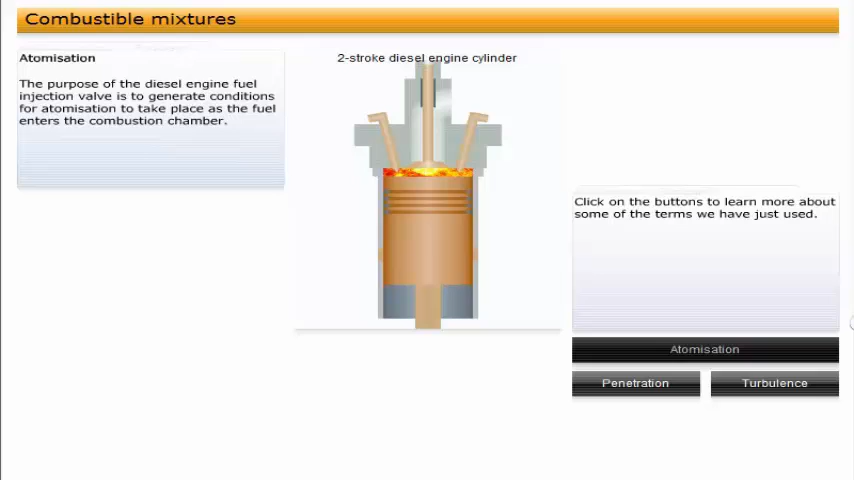 Combustible mixtures
Atomisation
The purpose of the diesel engine fuel
injection valve is to generate conditions
for atomisation to take place as the fuel
enters the combustion chamber.
2-stroke diesel engine cylinder
Click on the buttons to learn more about
some of the terms we have just used.
Atomisation
Penetration
Turbulence